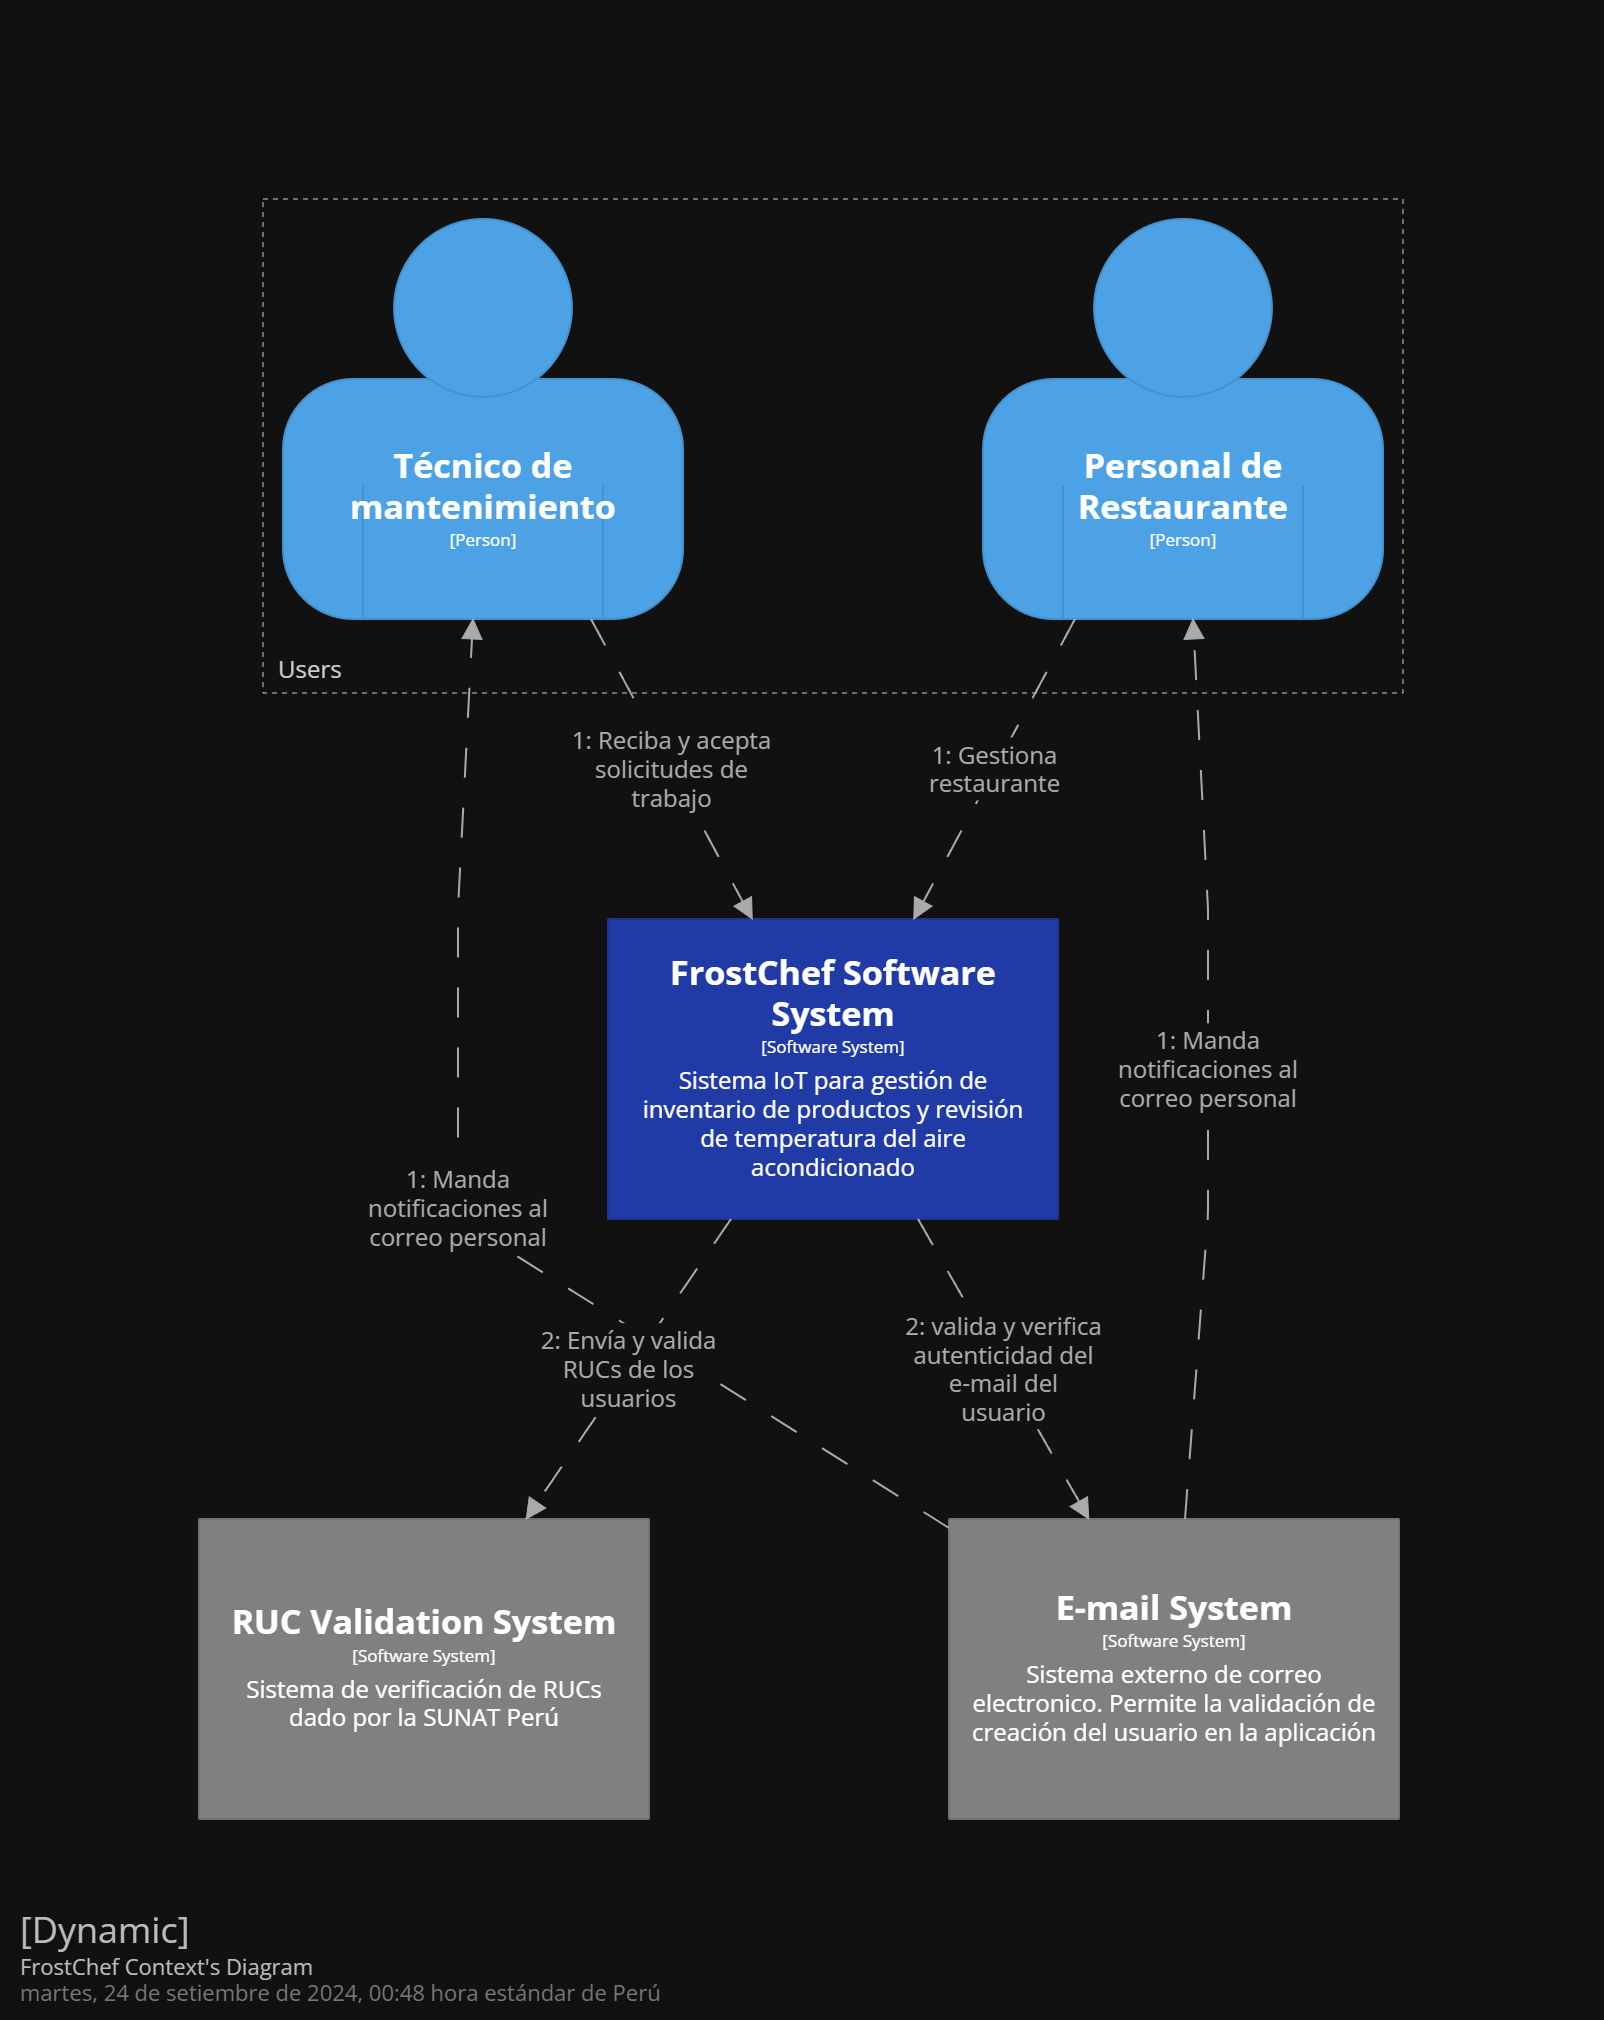 Técnico de
mantenimiento
[Person]
Personal de
Restaurante
[Person]
Users
1: Reciba y acepta
solicitudes de
trabajo
1: Gestiona
restaurante
FrostChef Software
System
[Software System]
Sistema IoT para gestión de
inventario de productos y revisión
de temperatura del aire
acondicionado
1: Manda
notificaciones al
correo personal
1: Manda
notificaciones al
correo personal
2: Envía y valida
RUCs de los
usuarios
2: valida y verifica
autenticidad del
e-mail del
usuario
RUC Validation System
[Software System]
Sistema de verificación de RUCs
dado por la SUNAT Perú
E-mail System
[Software System]
Sistema externo de correo
electronico. Permite la validación de
creación del usuario en la aplicación
[Dynamic]
FrostChef Context's Diagram
martes, 24 de setiembre de 2024, 00:48 hora estándar de Perú